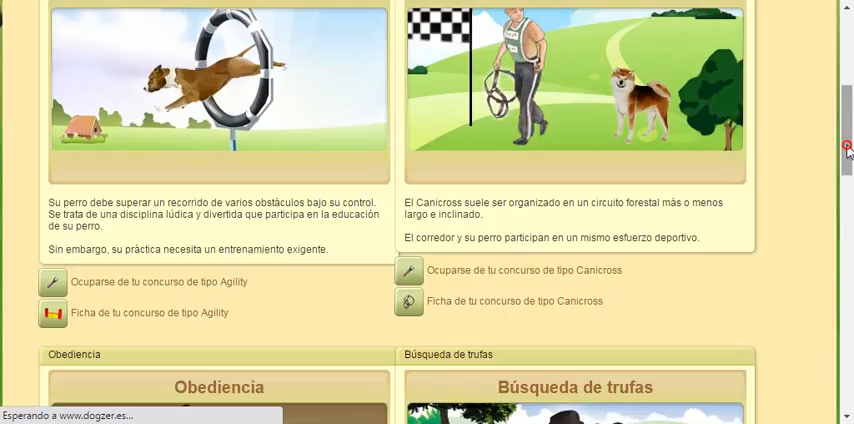 Su perro debe superar un recorrido de varios obstáculos bajo su control.
Se trata de una disciplina lúdica y divertida que participa en la educación
de su perro.
Sin embargo, su práctica necesita un entrenamiento exigente.
Ocuparse de tu concurso de tipo Agility
Ficha de tu concurso de tipo Agility
El Canicross suele ser organizado en un circuito forestal más o menos
largo e inclinado.
El corredor y su perro participan en un mismo esfuerzo deportivo.
Ocuparse de tu concurso de tipo Canicross
Ficha de tu concurso de tipo Canicross
Obediencia
Obediencia
Búsqueda de trufas
Búsqueda de trufas
Esperando a www.dogzer.es...